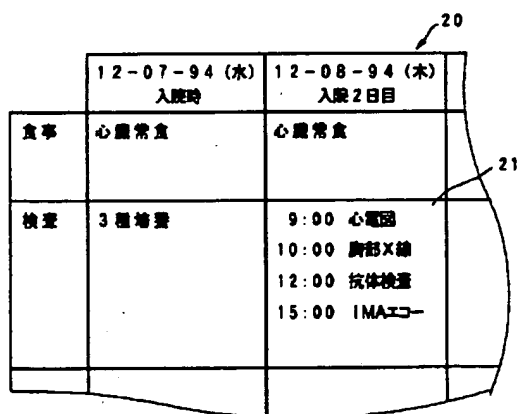 20
12-07-94 (水) 12-08-94 (木)
入院時 入院2日目
食事 心臓常食 心臓常食
21
検査 3種培養 9:00 心電図
10:00 胸部X線
12:00 抗体検査
15:00 IMAエコー